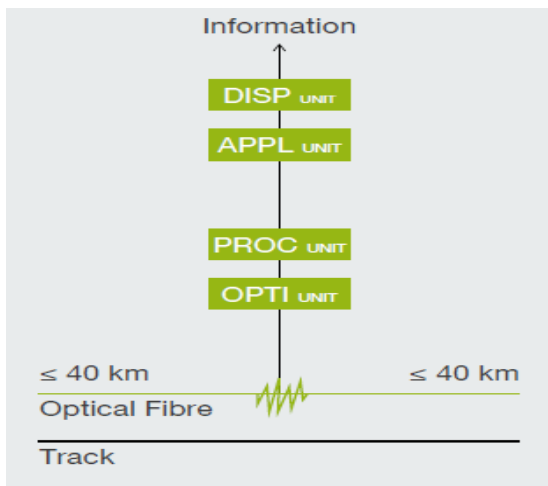 Information
DISP UNIT
APPL UNIT
PROC UNIT
OPTI UNIT
≤ 40 km ≤ 40 km
Optical Fibre
Track